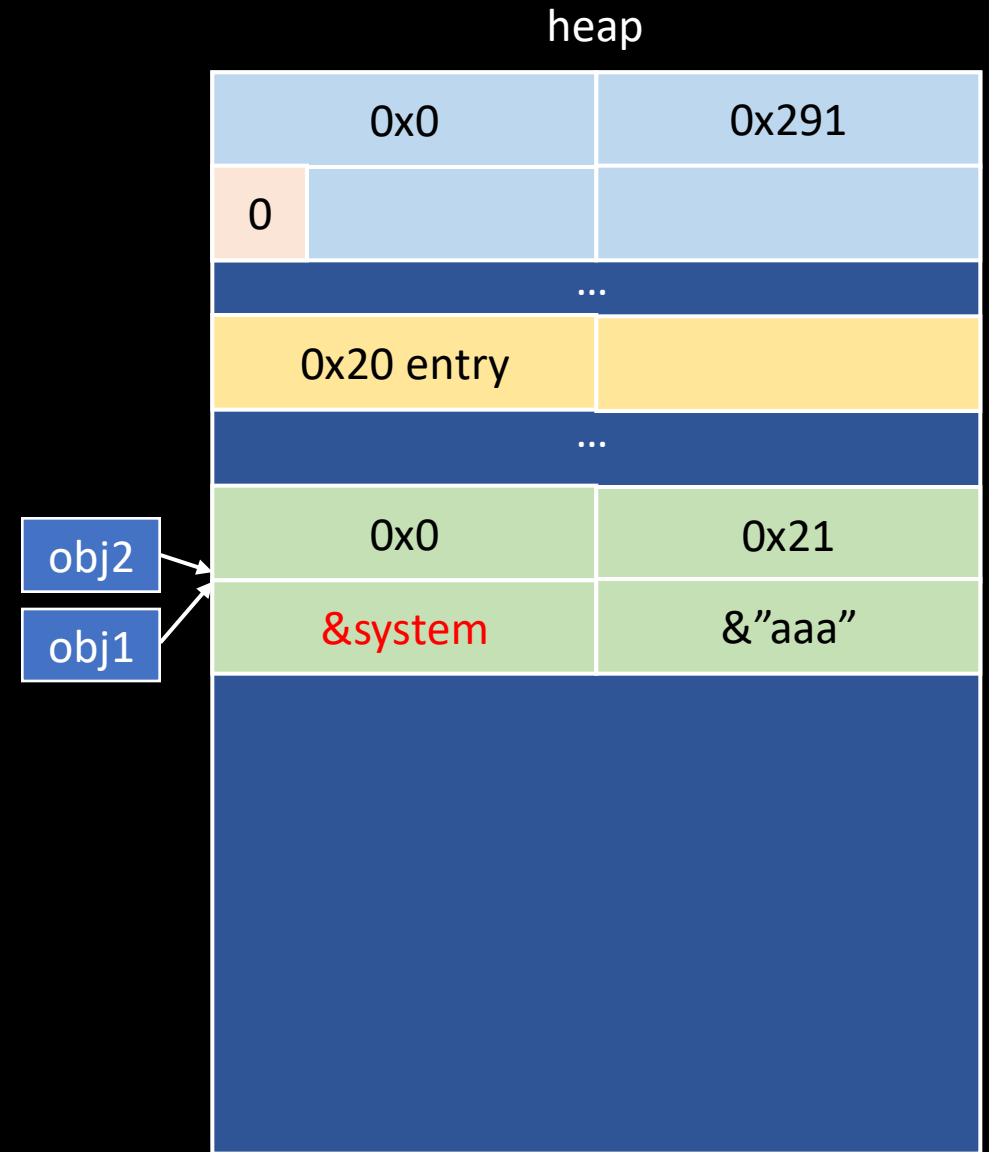 heap
0x0 0x291
0
...
0x20 entry
...
0x0 0x21
obj2
&system &”aaa”
obj1